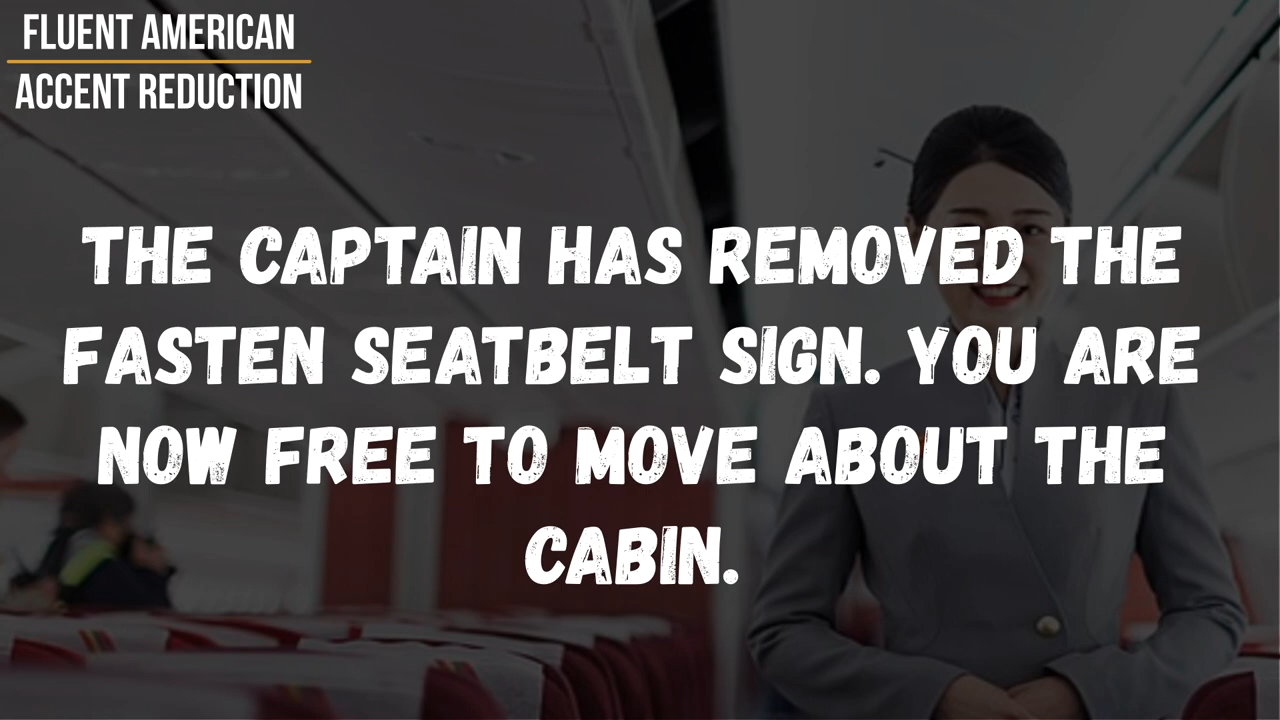 FLUENT AMERICAN
ACCENT REDUCTION
THE CAPTAIN HAS REMOVED THE
FASTEN SEATBELT SIGN. YOU ARE
NOW FREE TO MOVE ABOUT THE
CABIN.